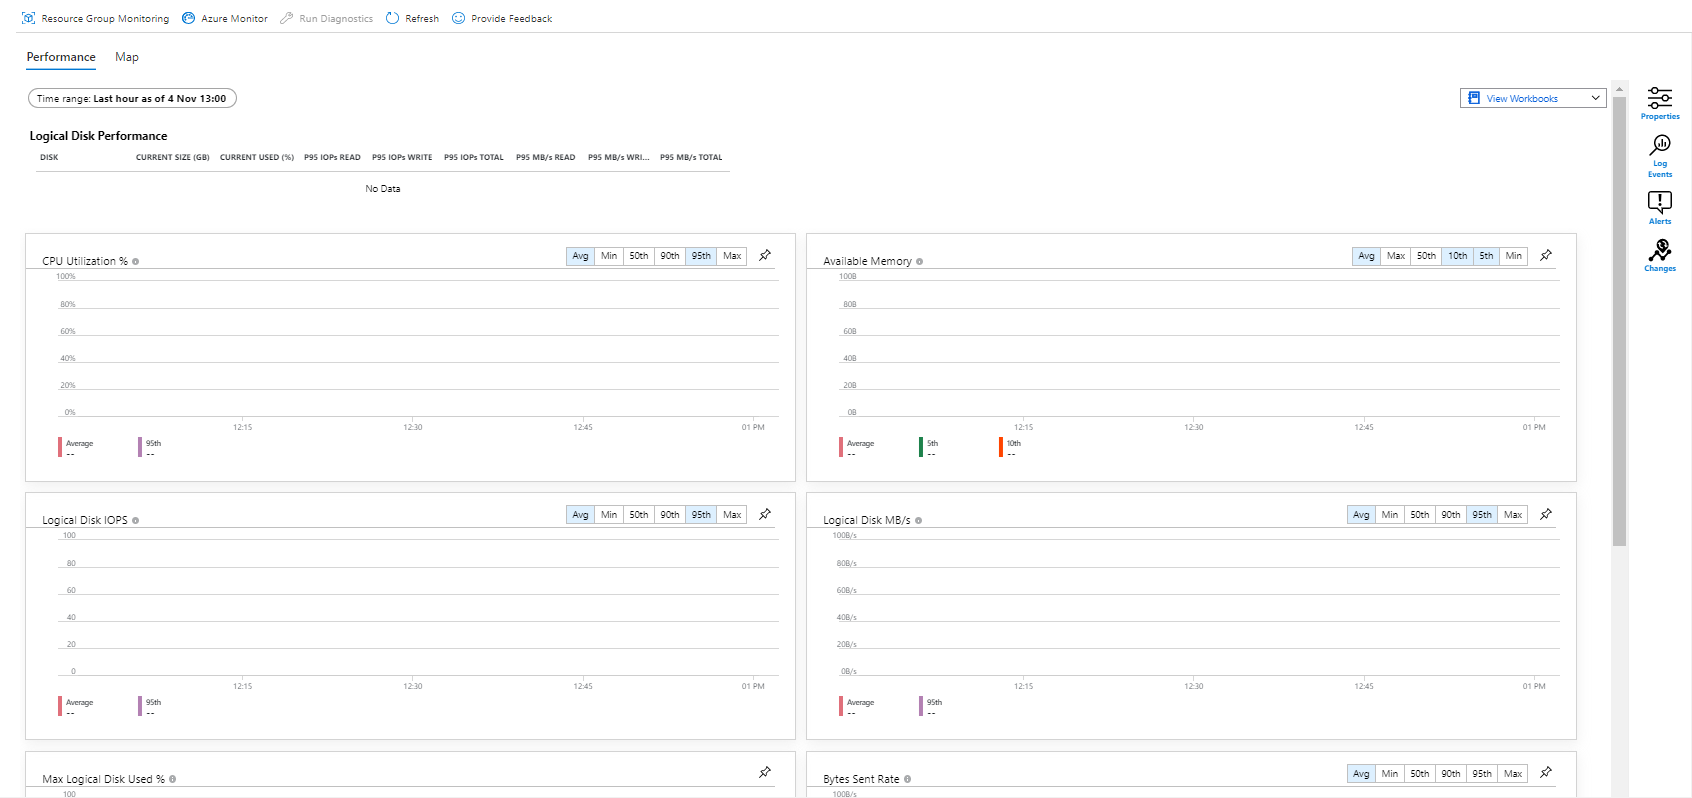 Resource Group Monitoring Azure Monitor Run Diagnostics Refresh Provide Feedback
Performance Map
Time range: Last hour as of 4 Nov 13:00
View Workbooks
Properties
Log
Events
Alerts
Changes
Logical Disk Performance
DISK CURRENT SIZE (GB) CURRENT USED (%) P95 IOPs READ P95 IOPs WRITE P95 IOPs TOTAL P95 MB/s READ P95 MB/s WRI... P95 MB/s TOTAL
No Data
CPU Utilization %
Avg Min 50th 90th 95th Max
100%
80%
60%
40%
20%
0%
12:15 12:30 12:45 01 PM
Average 95th
-- --
Available Memory
Avg Max 50th 10th 5th Min
100B
80B
60B
40B
20B
0B
12:15 12:30 12:45 01 PM
Average 5th 10th
-- -- --
Logical Disk IOPS
Avg Min 50th 90th 95th Max
100
80
60
40
20
0
12:15 12:30 12:45 01 PM
Average 95th
-- --
Logical Disk MB/s
Avg Min 50th 90th 95th Max
100B/s
80B/s
60B/s
40B/s
20B/s
0B/s
12:15 12:30 12:45 01 PM
Average 95th
-- --
Max Logical Disk Used %
100
Bytes Sent Rate
Avg Min 50th 90th 95th Max
100B/s